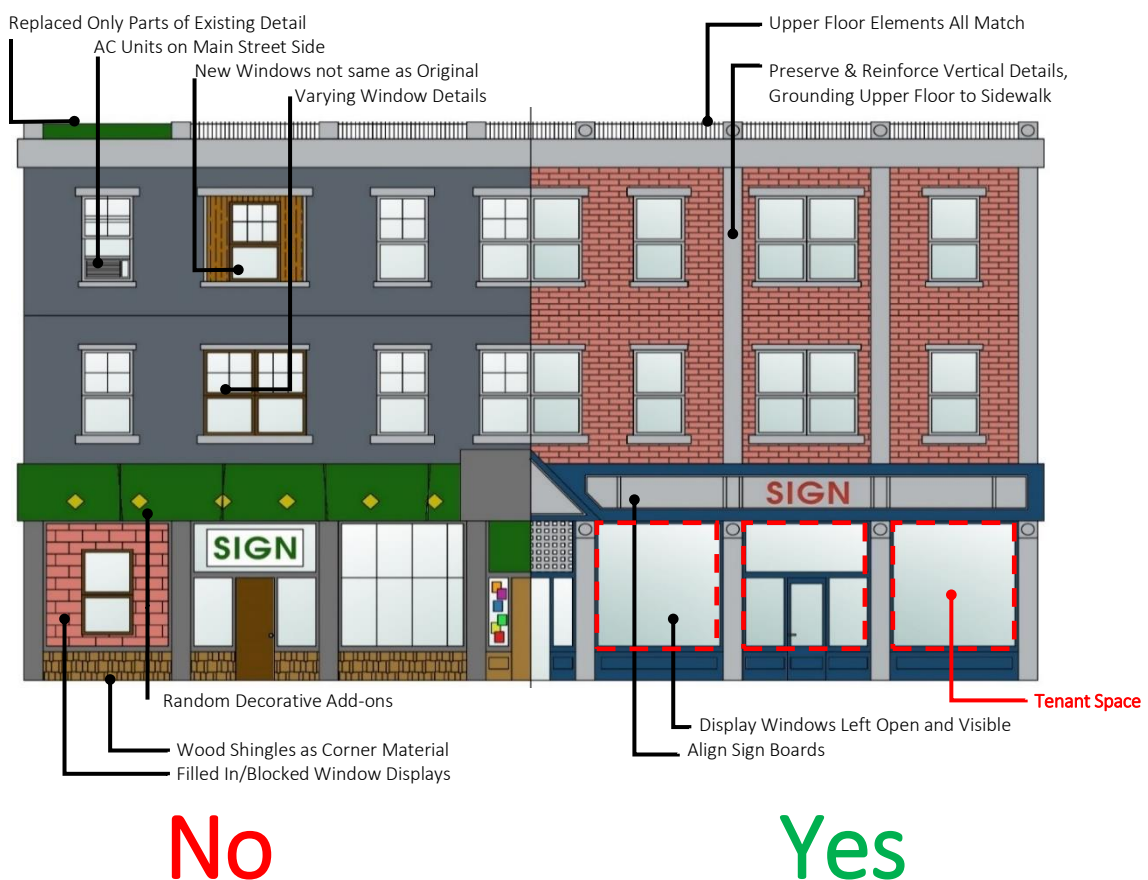 Replaced Only Parts of Existing Detail
AC Units on Main Street Side
New Windows not same as Original
Varying Window Details
Upper Floor Elements All Match
Preserve & Reinforce Vertical Details,
Grounding Upper Floor to Sidewalk
SIGN
SIGN
Random Decorative Add-ons
Wood Shingles as Corner Material
Filled In/Blocked Window Displays
Tenant Space
Display Windows Left Open and Visible
Align Sign Boards
No
Yes